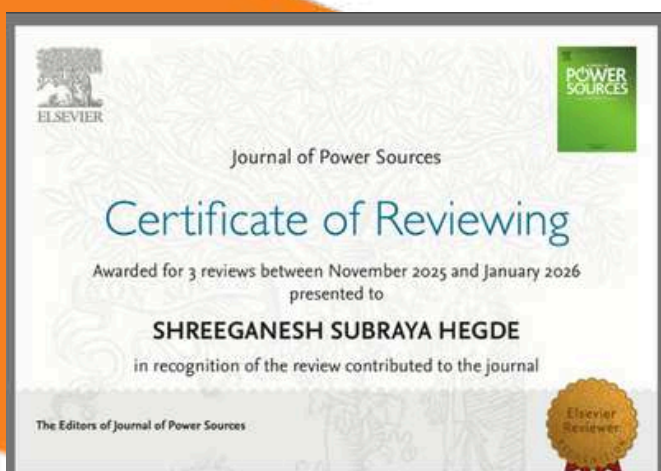 ELSEVIER
POWER
SOURCES
Journal of Power Sources
Certificate of Reviewing
Awarded for 3 reviews between November 2025 and January 2026
presented to
SHREEGANESH SUBRAYA HEGDE
in recognition of the review contributed to the journal
The Editors of Journal of Power Sources
Elsevier
Reviewer